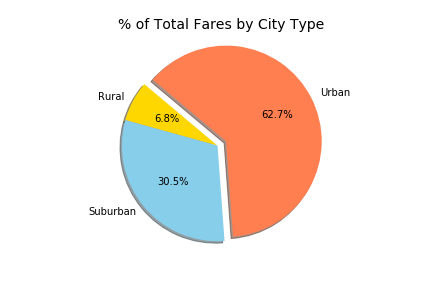 % of Total Fares by City Type
Urban
Rural
62.7%
6.8%
30.5%
Suburban